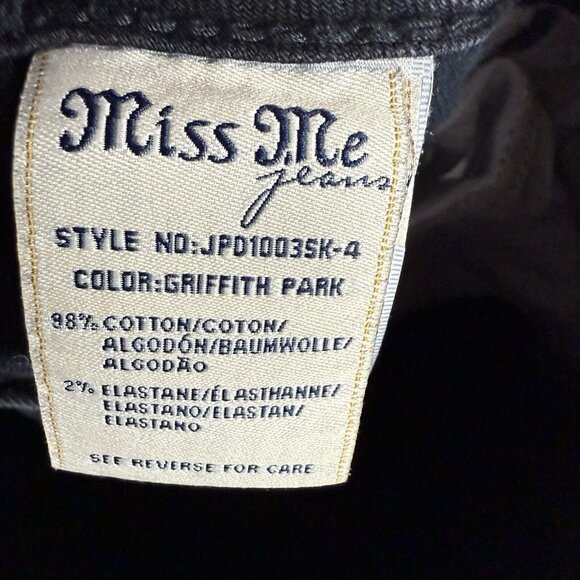 Miss Me
jeans
STYLE NO:JPD1003SK-4
COLOR:GRIFFITH PARK
98% COTTON/COTON/
ALGODÓN/BAUMWOLLE/
ALGODÃO
2% ELASTANE/ÉLASTHANNE/
ELASTANO/ELASTAN/
ELASTANO
SEE REVERSE FOR CARE